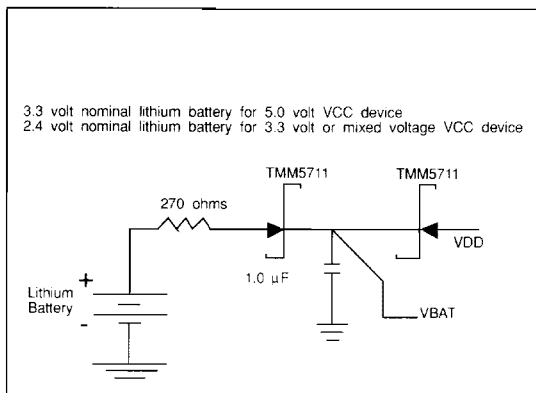 3.3 volt nominal lithium battery for 5.0 volt VCC device
2.4 volt nominal lithium battery for 3.3 volt or mixed voltage VCC device
TMM5711
TMM5711
270 ohms
VDD
1.0 µF
+
Lithium
Battery
-
VBAT